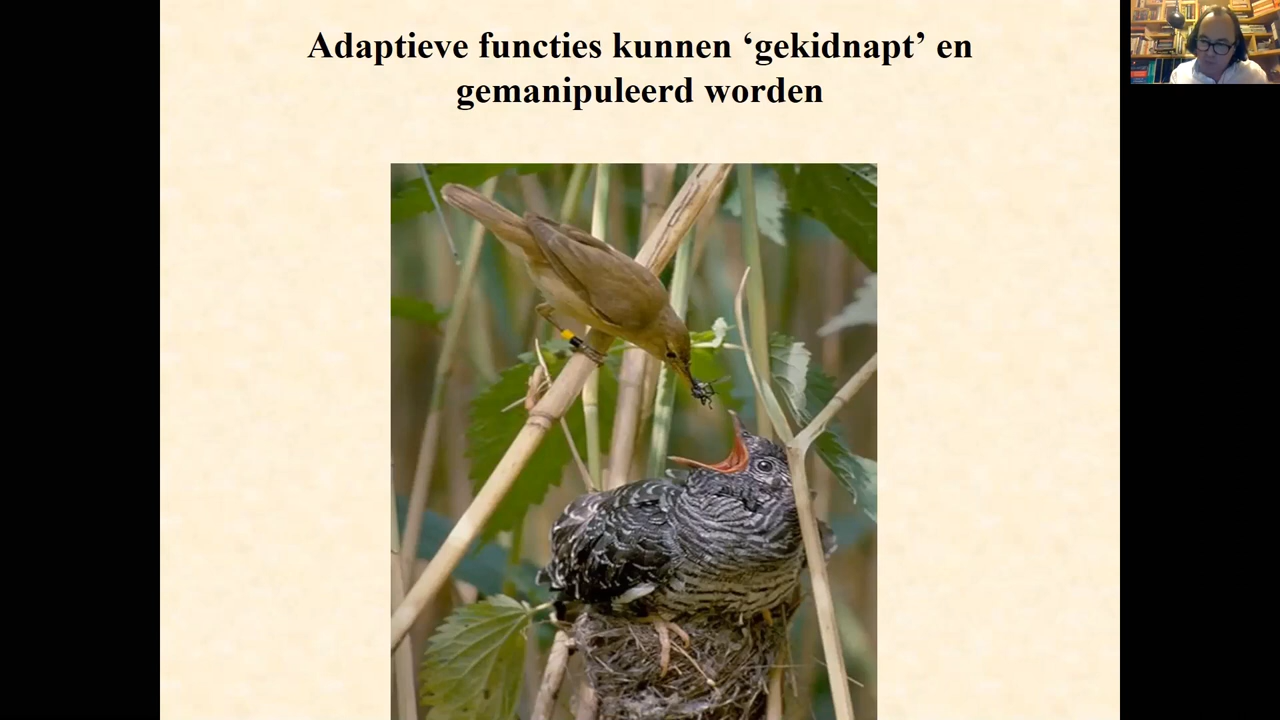 Adaptieve functies kunnen ‘gekidnapt’ en
gemanipuleerd worden